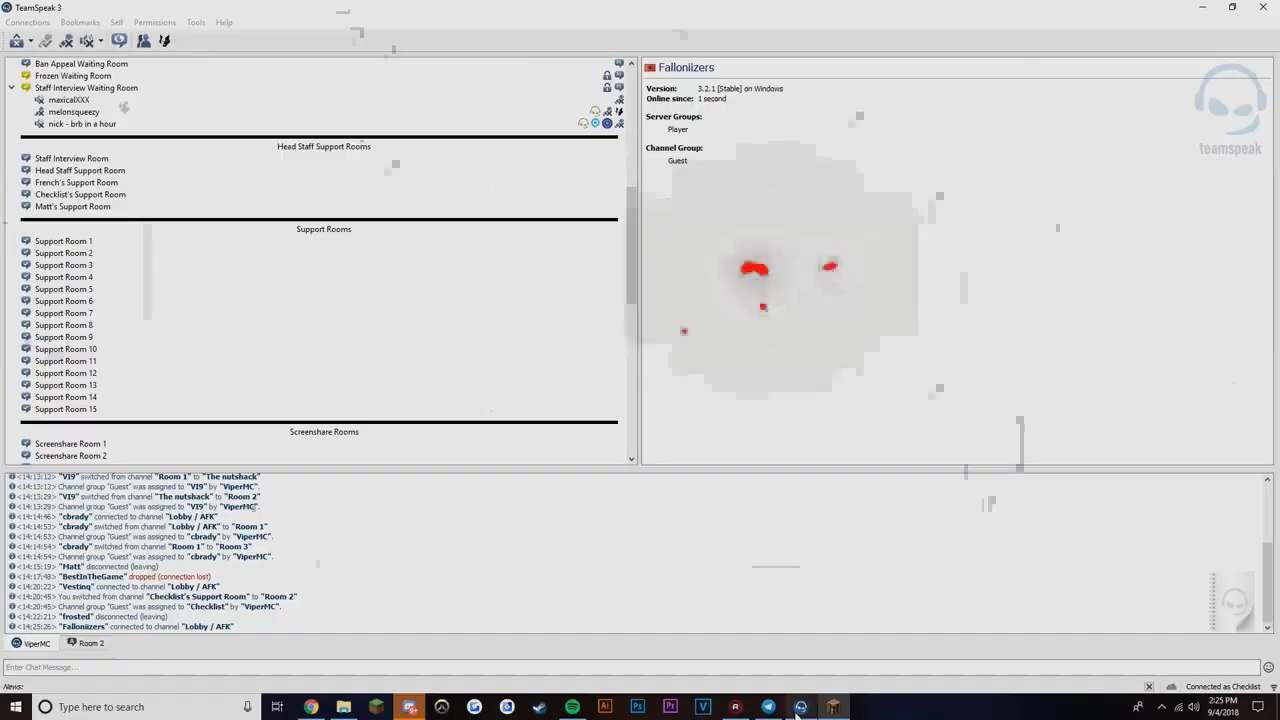 TeamSpeak 3
Connections Bookmarks Self Permissions Tools Help
Ban Appeal Waiting Room
Frozen Waiting Room
Staff Interview Waiting Room
maxicalXXX
melonsqueezy
nick - brb in a hour
Head Staff Support Rooms
Staff Interview Room
Head Staff Support Room
French's Support Room
Checklist's Support Room
Matt's Support Room
Support Rooms
Support Room 1
Support Room 2
Support Room 3
Support Room 4
Support Room 5
Support Room 6
Support Room 7
Support Room 8
Support Room 9
Support Room 10
Support Room 11
Support Room 12
Support Room 13
Support Room 14
Support Room 15
Screenshare Rooms
Screenshare Room 1
Screenshare Room 2
Falloniizers
Version: 3.2.1 [Stable] on Windows
Online since: 1 second
Server Groups:
Player
Channel Group:
Guest
teamspeak
<14:13:12> "VI9" switched from channel "Room 1" to "The nutshack"
<14:13:12> Channel group "Guest" was assigned to "VI9" by "ViperMC".
<14:13:29> "VI9" switched from channel "The nutshack" to "Room 2"
<14:13:29> Channel group "Guest" was assigned to "VI9" by "ViperMC".
<14:14:46> "cbrady" connected to channel "Lobby / AFK"
<14:14:53> "cbrady" switched from channel "Lobby / AFK" to "Room 1"
<14:14:53> Channel group "Guest" was assigned to "cbrady" by "ViperMC".
<14:14:54> "cbrady" switched from channel "Room 1" to "Room 3"
<14:14:54> Channel group "Guest" was assigned to "cbrady" by "ViperMC".
<14:15:19> "Matt" disconnected (leaving)
<14:17:48> "BestInTheGame" dropped (connection lost)
<14:20:22> "Vestinq" connected to channel "Lobby / AFK"
<14:20:45> You switched from channel "Checklist's Support Room" to "Room 2"
<14:20:45> Channel group "Guest" was assigned to "Checklist" by "ViperMC".
<14:22:21> "frosted" disconnected (leaving)
<14:25:26> "Falloniizers" connected to channel "Lobby / AFK"
ViperMC Room 2
Enter Chat Message...
News:
Connected as Checklist
Type here to search
2:25 PM
9/4/2018